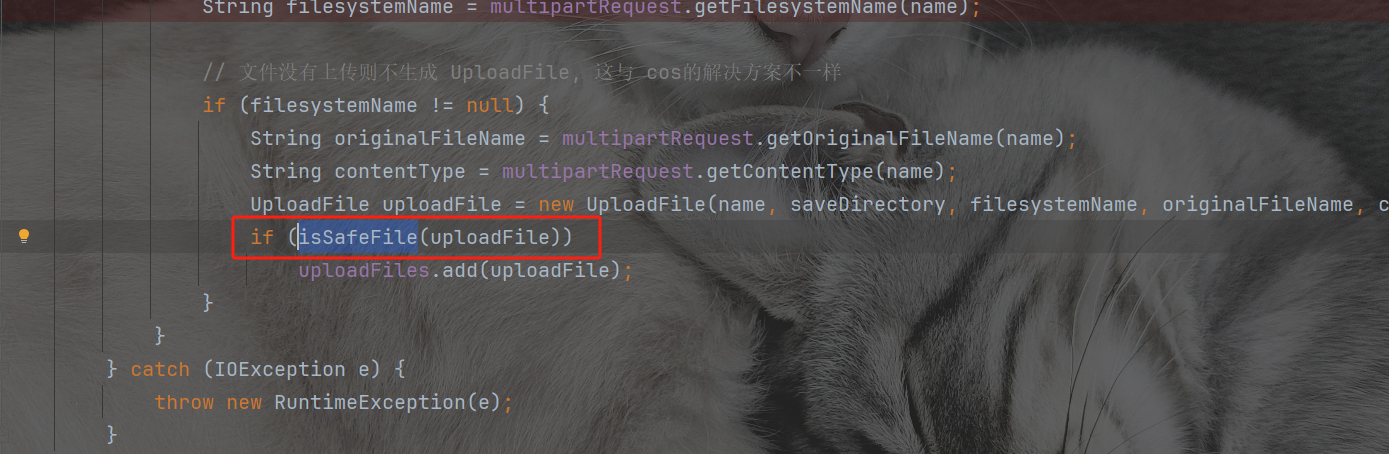 String filesystemName = multipartRequest.getFilesystemName(name);
// 文件没有上传则不生成 UploadFile, 这与 cos的解决方案不一样
if (filesystemName != null) {
String originalFileName = multipartRequest.getOriginalFileName(name);
String contentType = multipartRequest.getContentType(name);
UploadFile uploadFile = new UploadFile(name, saveDirectory, filesystemName, originalFileName, c
if (isSafeFile(uploadFile))
uploadFiles.add(uploadFile);
}
}
} catch (IOException e) {
throw new RuntimeException(e);
}